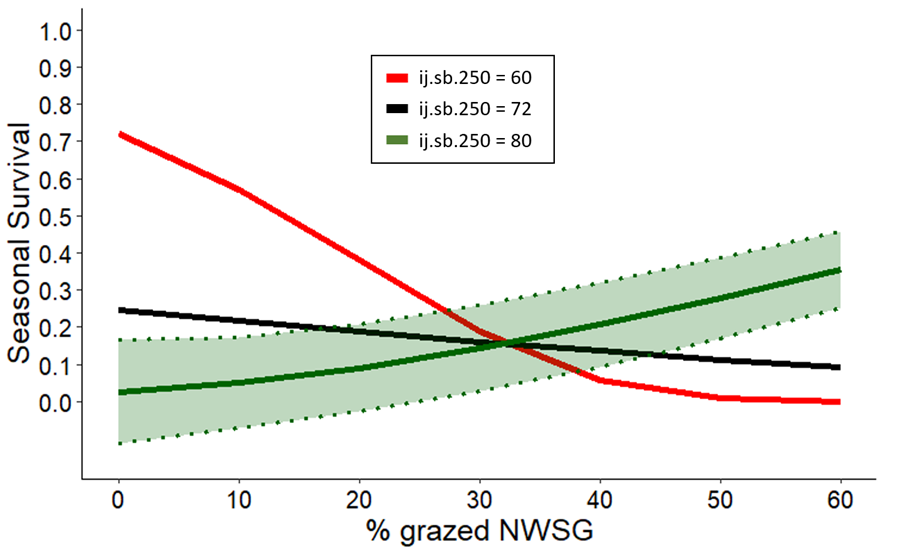 1.0
0.9
0.8
0.7
0.6
0.5
0.4
0.3
0.2
0.1
0.0
Seasonal Survival
ij.sb.250 = 60
ij.sb.250 = 72
ij.sb.250 = 80
0 10 20 30 40 50 60
% grazed NWSG